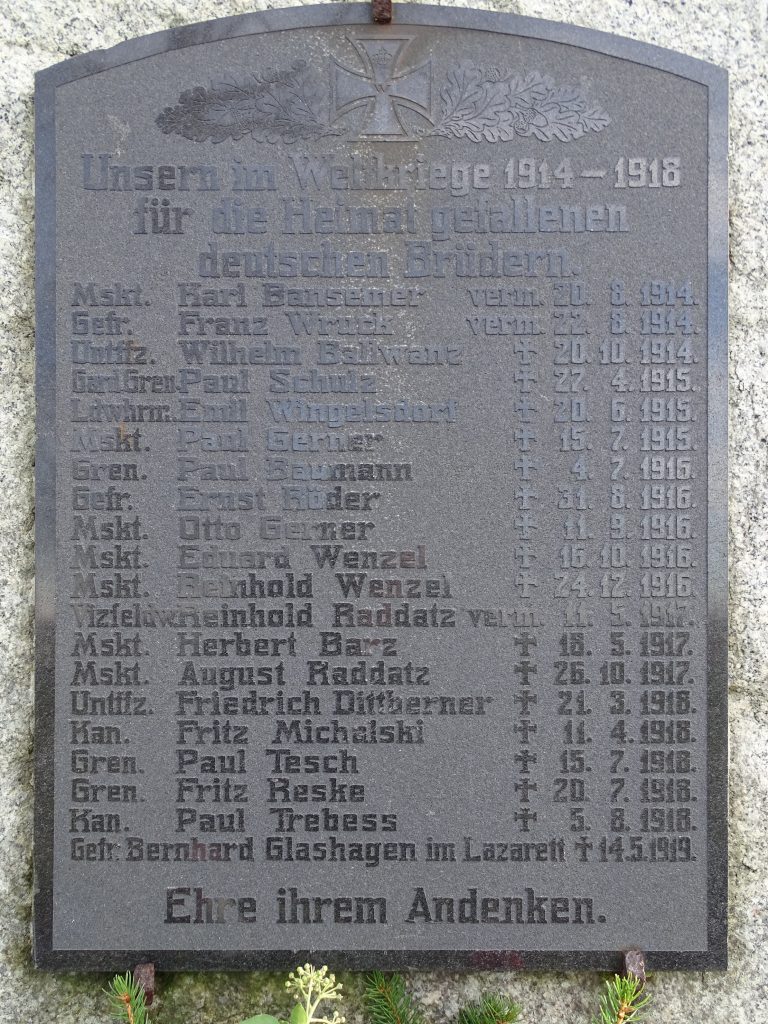 Unsern im Weltkriege 1914 – 1918
für die Heimat gefallenen
deutschen Brüdern.
Mskt. Karl Bansemer verm. 20. 8. 1914.
Gefr. Franz Wruck verm. 22. 8. 1914.
Untffz. Wilhelm Ballwanz ✝ 20. 10. 1914.
Gard.Gren. Paul Schulz ✝ 27. 4. 1915.
Ldwhrm. Emil Wingelsdorf ✝ 20. 6. 1915.
Mskt. Paul Gerner ✝ 15. 7. 1915.
Gren. Paul Baumann ✝ 4. 7. 1916.
Gefr. Ernst Röder ✝ 31. 8. 1916.
Mskt. Otto Gerner ✝ 11. 9. 1916.
Mskt. Eduard Wenzel ✝ 16. 10. 1916.
Mskt. Reinhold Wenzel ✝ 24. 12. 1916.
Vizfeldw. Reinhold Raddatz verm. 11. 5. 1917.
Mskt. Herbert Barz ✝ 18. 5. 1917.
Mskt. August Raddatz ✝ 26. 10. 1917.
Untffz. Friedrich Dittberner ✝ 21. 3. 1918.
Kan. Fritz Michalski ✝ 11. 4. 1918.
Gren. Paul Tesch ✝ 15. 7. 1918.
Gren. Fritz Reske ✝ 20. 7. 1918.
Kan. Paul Trebess ✝ 5. 8. 1918.
Gefr. Bernhard Glashagen im Lazarett ✝ 14.5.1919.
Ehre ihrem Andenken.